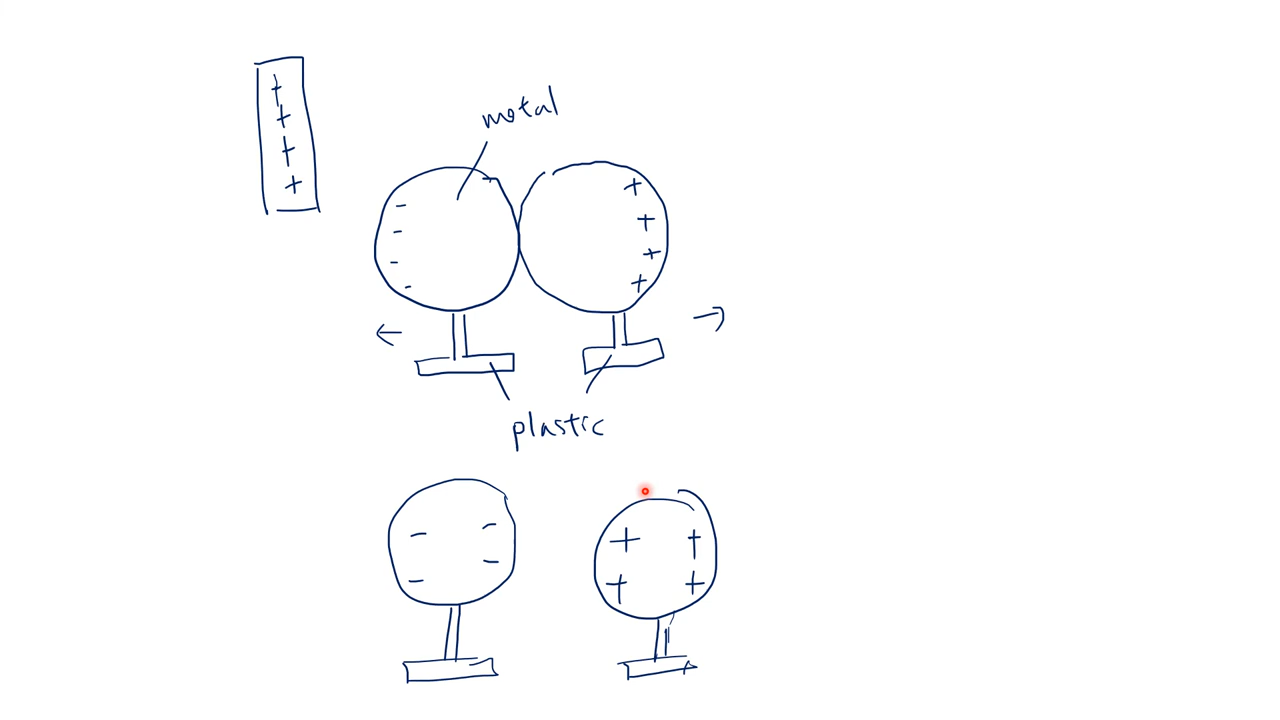 +
+
+
+
metal
- +
- +
- +
- +
← →
plastic
- - + +
- - + +